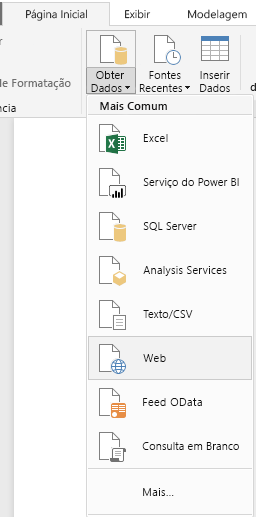 Página Inicial Exibir Modelagem
de Formatação
ncia
Obter Dados
Fontes Recentes
Inserir Dados
d
Mais Comum
Excel
Serviço do Power BI
SQL Server
Analysis Services
Texto/CSV
Web
Feed OData
Consulta em Branco
Mais...